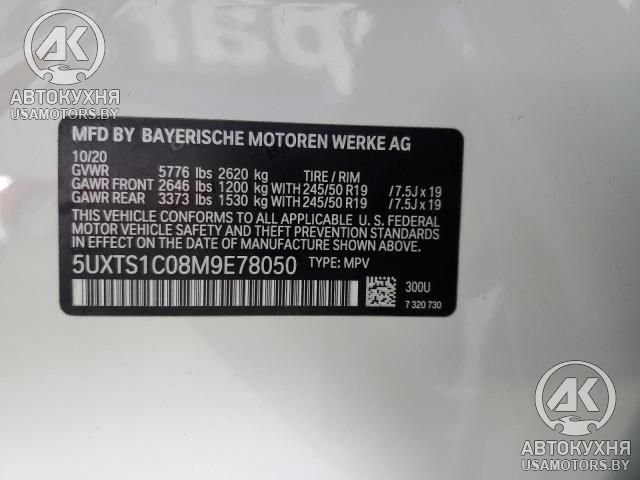 AK
АВТОКУХНЯ
USAMOTORS.BY
MFD BY BAYERISCHE MOTOREN WERKE AG
10/20
GVWR 5776 lbs 2620 kg TIRE / RIM
GAWR FRONT 2646 lbs 1200 kg WITH 245/50 R19 /7.5J x 19
GAWR REAR 3373 lbs 1530 kg WITH 245/50 R19 /7.5J x 19
THIS VEHICLE CONFORMS TO ALL APPLICABLE U. S. FEDERAL
MOTOR VEHICLE SAFETY AND THEFT PREVENTION STANDARDS
IN EFFECT ON THE DATE OF MANUFACTURE SHOWN ABOVE.
5UXTS1C08M9E78050 TYPE: MPV
300U
7 320 730
AK
АВТОКУХНЯ
USAMOTORS.BY